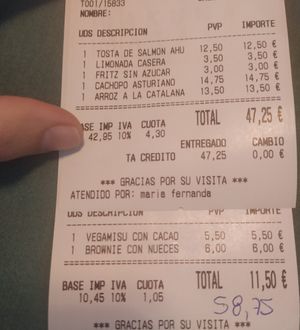 T001/15833
NOMBRE:
UDS DESCRIPCION PVP IMPORTE
1 TOSTA DE SALMON AHU 12,50 12,50 €
1 LIMONADA CASERA 3,50 3,50 €
1 FRITZ SIN AZUCAR 3,00 3,00 €
1 CACHOPO ASTURIANO 14,75 14,75 €
1 ARROZ A LA CATALANA 13,50 13,50 €
BASE IMP IVA CUOTA TOTAL 47,25 €
42,95 10% 4,30
ENTREGADO CAMBIO
TA CREDITO 47,25 0,00 €
*** GRACIAS POR SU VISITA ***
ATENDIDO POR: maria fernanda
UDS DESCRIPCION PVP IMPORTE
1 VEGAMISU CON CACAO 5,50 5,50 €
1 BROWNIE CON NUECES 6,00 6,00 €
BASE IMP IVA CUOTA TOTAL 11,50 €
10,45 10% 1,05
58,75
*** GRACIAS POR SU VISITA ***